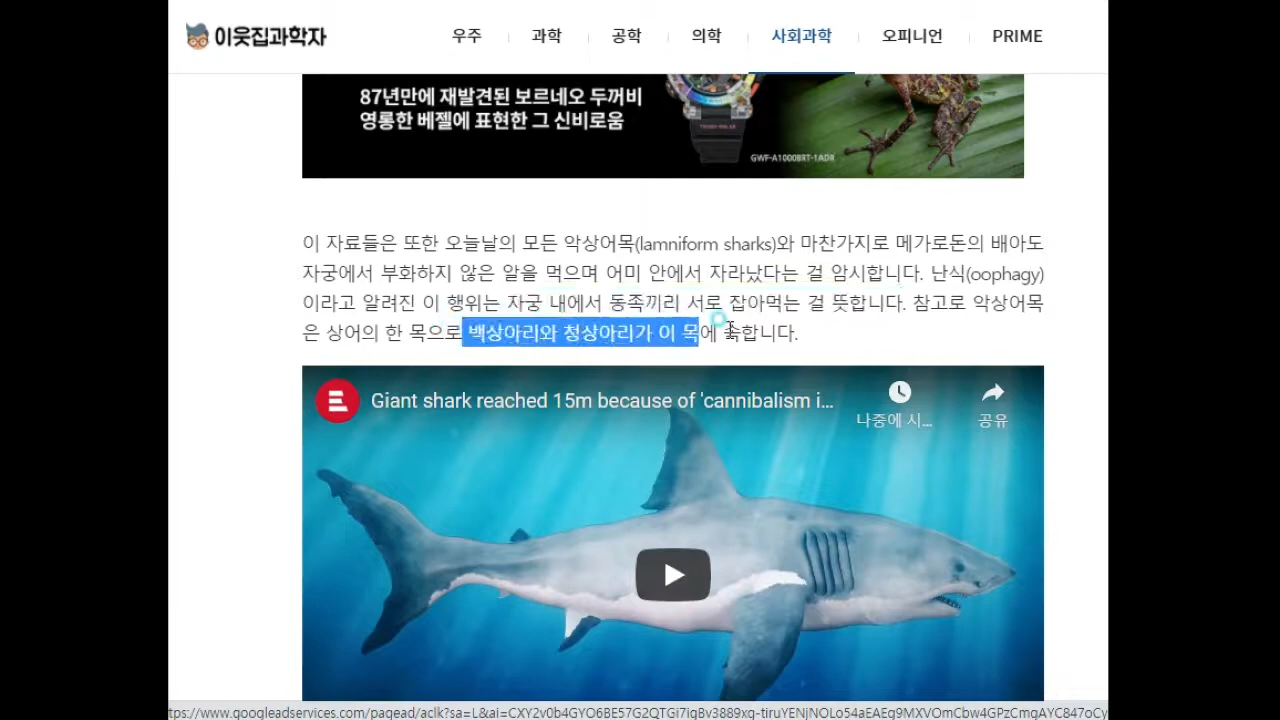 이웃집과학자
우주 과학 공학 의학 사회과학 오피니언 PRIME
87년만에 재발견된 보르네오 두꺼비
영롱한 베젤에 표현한 그 신비로움
GWF-A1000BRT-1ADR
이 자료들은 또한 오늘날의 모든 악상어목(lamniform sharks)와 마찬가지로 메가로돈의 배아도
자궁에서 부화하지 않은 알을 먹으며 어미 안에서 자라났다는 걸 암시합니다. 난식(oophagy)
이라고 알려진 이 행위는 자궁 내에서 동족끼리 서로 잡아먹는 걸 뜻합니다. 참고로 악상어목
은 상어의 한 목으로 백상아리와 청상아리가 이 목에 속합니다.
Giant shark reached 15m because of 'cannibalism i...
나중에 시...
공유